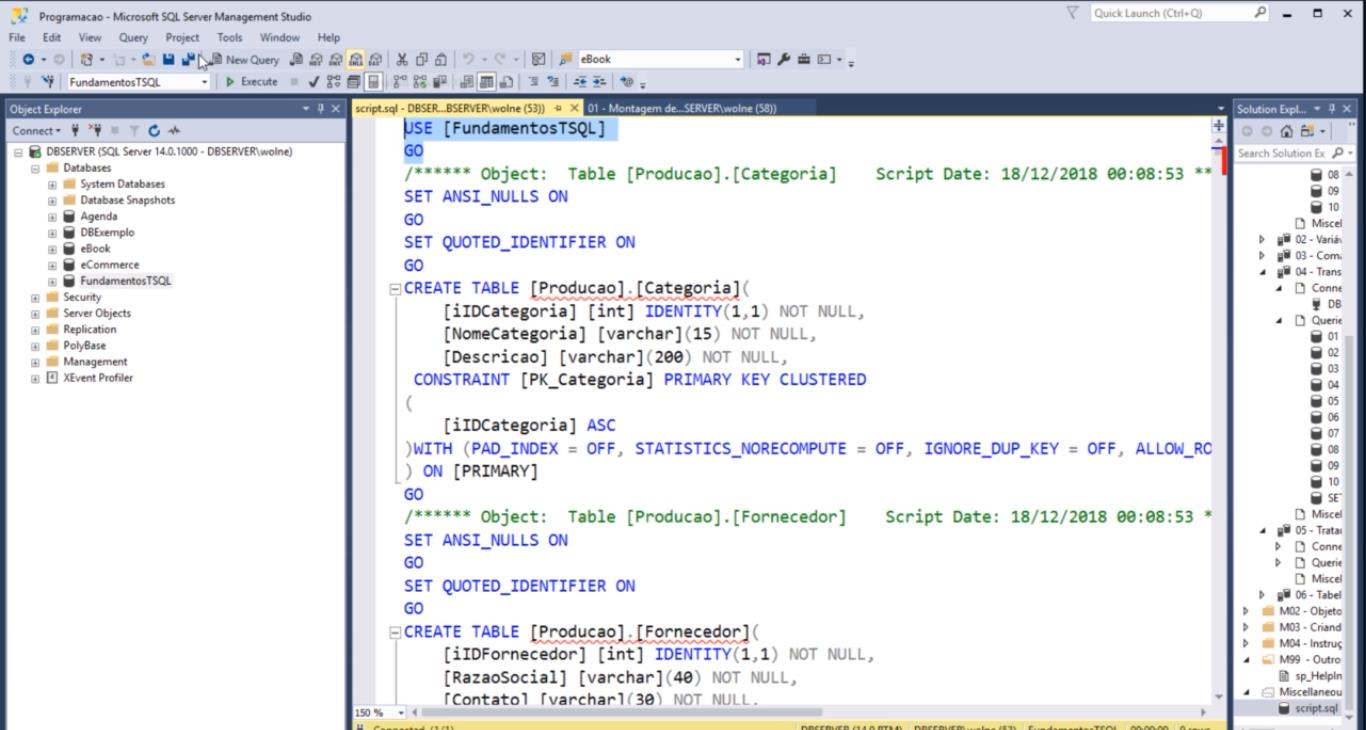 Programacao - Microsoft SQL Server Management Studio
Quick Launch (Ctrl+Q)
File Edit View Query Project Tools Window Help
New Query
eBook
FundamentosTSQL
Execute
Object Explorer
Connect
DBSERVER (SQL Server 14.0.1000 - DBSERVER\wolne)
Databases
System Databases
Database Snapshots
Agenda
DBExemplo
eBook
eCommerce
FundamentosTSQL
Security
Server Objects
Replication
PolyBase
Management
XEvent Profiler
script.sql - DBSER...BSERVER\wolne (53))
01 - Montagem de...SERVER\wolne (58))
USE [FundamentosTSQL]
GO
/****** Object:  Table [Producao].[Categoria]    Script Date: 18/12/2018 00:08:53 **
SET ANSI_NULLS ON
GO
SET QUOTED_IDENTIFIER ON
GO
CREATE TABLE [Producao].[Categoria](
[iIDCategoria] [int] IDENTITY(1,1) NOT NULL,
[NomeCategoria] [varchar](15) NOT NULL,
[Descricao] [varchar](200) NOT NULL,
CONSTRAINT [PK_Categoria] PRIMARY KEY CLUSTERED
(
[iIDCategoria] ASC
)WITH (PAD_INDEX = OFF, STATISTICS_NORECOMPUTE = OFF, IGNORE_DUP_KEY = OFF, ALLOW_RO
) ON [PRIMARY]
GO
/****** Object:  Table [Producao].[Fornecedor]    Script Date: 18/12/2018 00:08:53 *
SET ANSI_NULLS ON
GO
SET QUOTED_IDENTIFIER ON
GO
CREATE TABLE [Producao].[Fornecedor](
[iIDFornecedor] [int] IDENTITY(1,1) NOT NULL,
[RazaoSocial] [varchar](40) NOT NULL,
[Contato] [varchar](30) NOT NULL,
150 %
Connected. (1/1)
DBSERVER (14.0 RTM) DBSERVER\wolne (53) FundamentosTSQL 00:00:00 0 rows
Solution Expl...
Search Solution Ex
08
09
10
Miscel
02 - Variáv
03 - Coma
04 - Trans
Conne
DB
Querie
01
02
03
04
05
06
07
08
09
10
SE
Miscel
05 - Tratar
Conne
Querie
Miscel
06 - Tabel
M02 - Objeto
M03 - Criand
M04 - Instruç
M99 - Outro
sp_HelpIn
Miscellaneou
script.sql